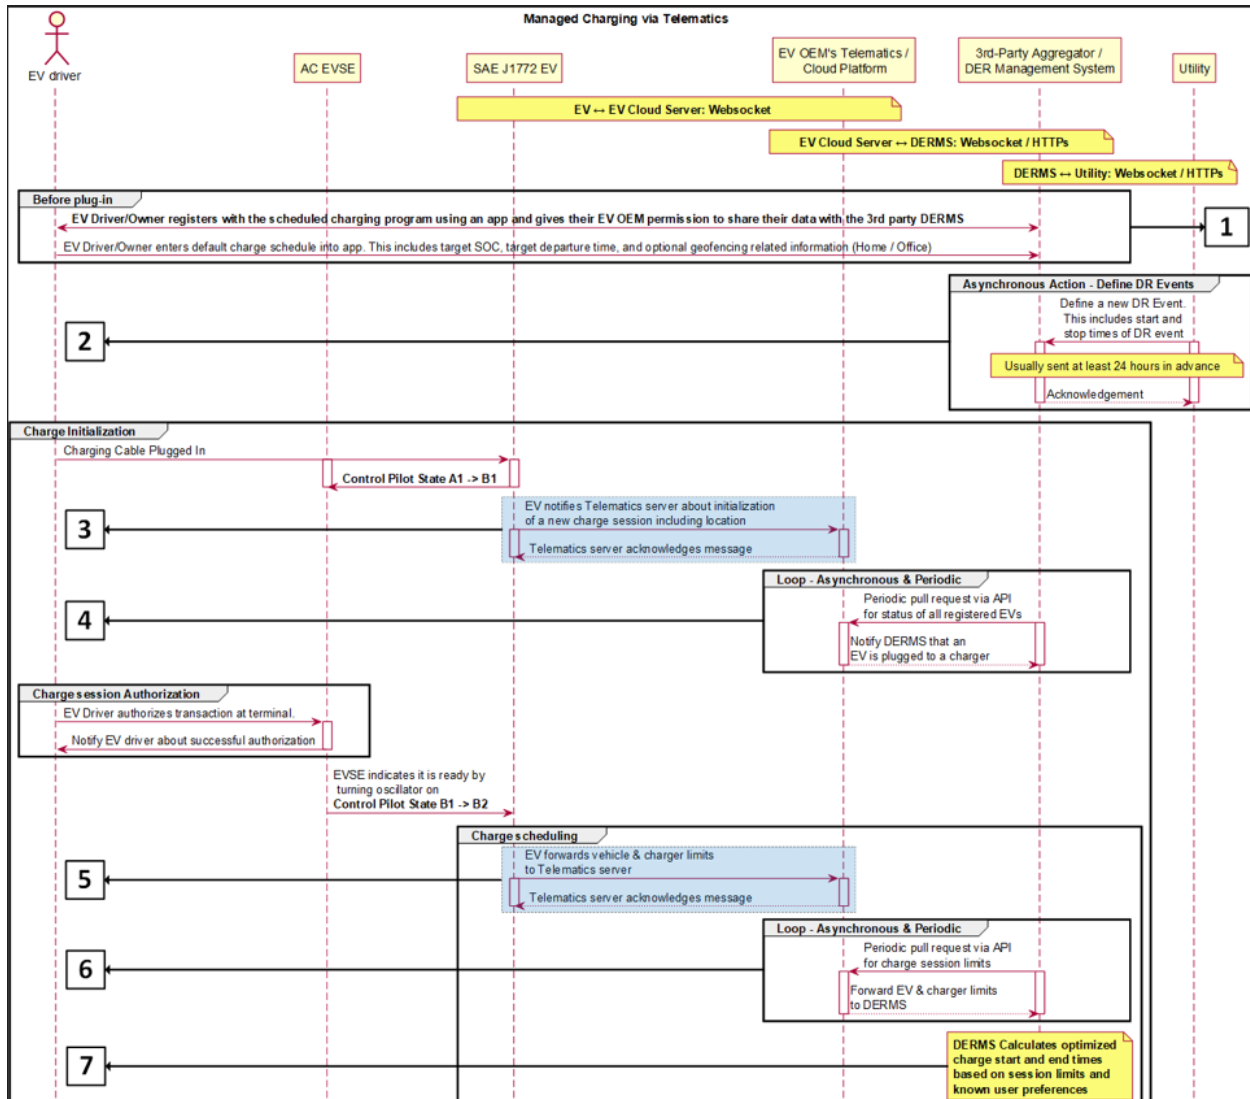 Managed Charging via Telematics
EV driver
AC EVSE
SAE J1772 EV
EV OEM's Telematics /
Cloud Platform
3rd-Party Aggregator /
DER Management System
Utility
EV ↔ EV Cloud Server: Websocket
EV Cloud Server ↔ DERMS: Websocket / HTTPs
DERMS ↔ Utility: Websocket / HTTPs
Before plug-in
EV Driver/Owner registers with the scheduled charging program using an app and gives their EV OEM permission to share their data with the 3rd party DERMS
EV Driver/Owner enters default charge schedule into app. This includes target SOC, target departure time, and optional geofencing related information (Home / Office)
1
Asynchronous Action - Define DR Events
Define a new DR Event.
This includes start and
stop times of DR event
2
Usually sent at least 24 hours in advance
Acknowledgement
Charge Initialization
Charging Cable Plugged In
Control Pilot State A1 -> B1
EV notifies Telematics server about initialization
of a new charge session including location
3
Telematics server acknowledges message
Loop - Asynchronous & Periodic
Periodic pull request via API
for status of all registered EVs
4
Notify DERMS that an
EV is plugged to a charger
Charge session Authorization
EV Driver authorizes transaction at terminal.
Notify EV driver about successful authorization
EVSE indicates it is ready by
turning oscillator on
Control Pilot State B1 -> B2
Charge scheduling
EV forwards vehicle & charger limits
to Telematics server
5
Telematics server acknowledges message
Loop - Asynchronous & Periodic
Periodic pull request via API
for charge session limits
6
Forward EV & charger limits
to DERMS
7
DERMS Calculates optimized
charge start and end times
based on session limits and
known user preferences